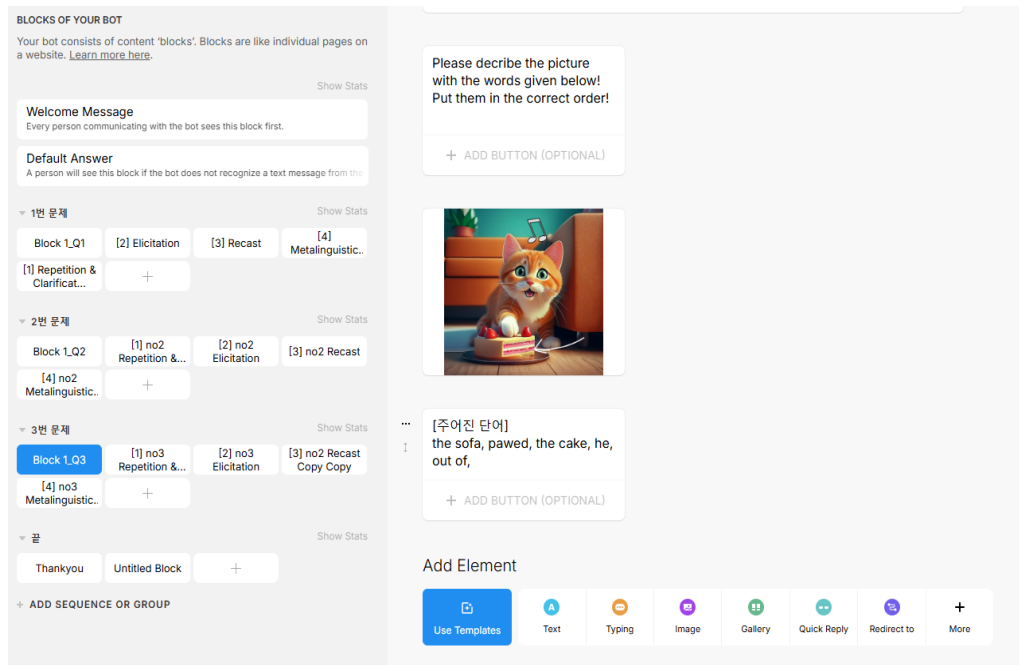 BLOCKS OF YOUR BOT
Your bot consists of content 'blocks'. Blocks are like individual pages on
a website. Learn more here.
Show Stats
Welcome Message
Every person communicating with the bot sees this block first.
Default Answer
A person will see this block if the bot does not recognize a text message from the
1번 문제
Show Stats
Block 1_Q1
[2] Elicitation
[3] Recast
[4]
Metalinguistic..
[1] Repetition &
Clarificat...
+
2번 문제
Show Stats
Block 1_Q2
[1] no2
Repetition &...
[2] no2
Elicitation
[3] no2 Recast
[4] no2
Metalinguistic..
+
3번 문제
Show Stats
Block 1_Q3
[1] no3
Repetition &...
[2] no3
Elicitation
[3] no2 Recast
Copy Copy
[4] no3
Metalinguistic..
+
끝
Show Stats
Thankyou
Untitled Block
+
+ ADD SEQUENCE OR GROUP
Please decribe the picture
with the words given below!
Put them in the correct order!
+ ADD BUTTON (OPTIONAL)
[주어진 단어]
the sofa, pawed, the cake, he,
out of,
+ ADD BUTTON (OPTIONAL)
Add Element
Use Templates
A
Text
Typing
Image
Gallery
Quick Reply
Redirect to
+
More